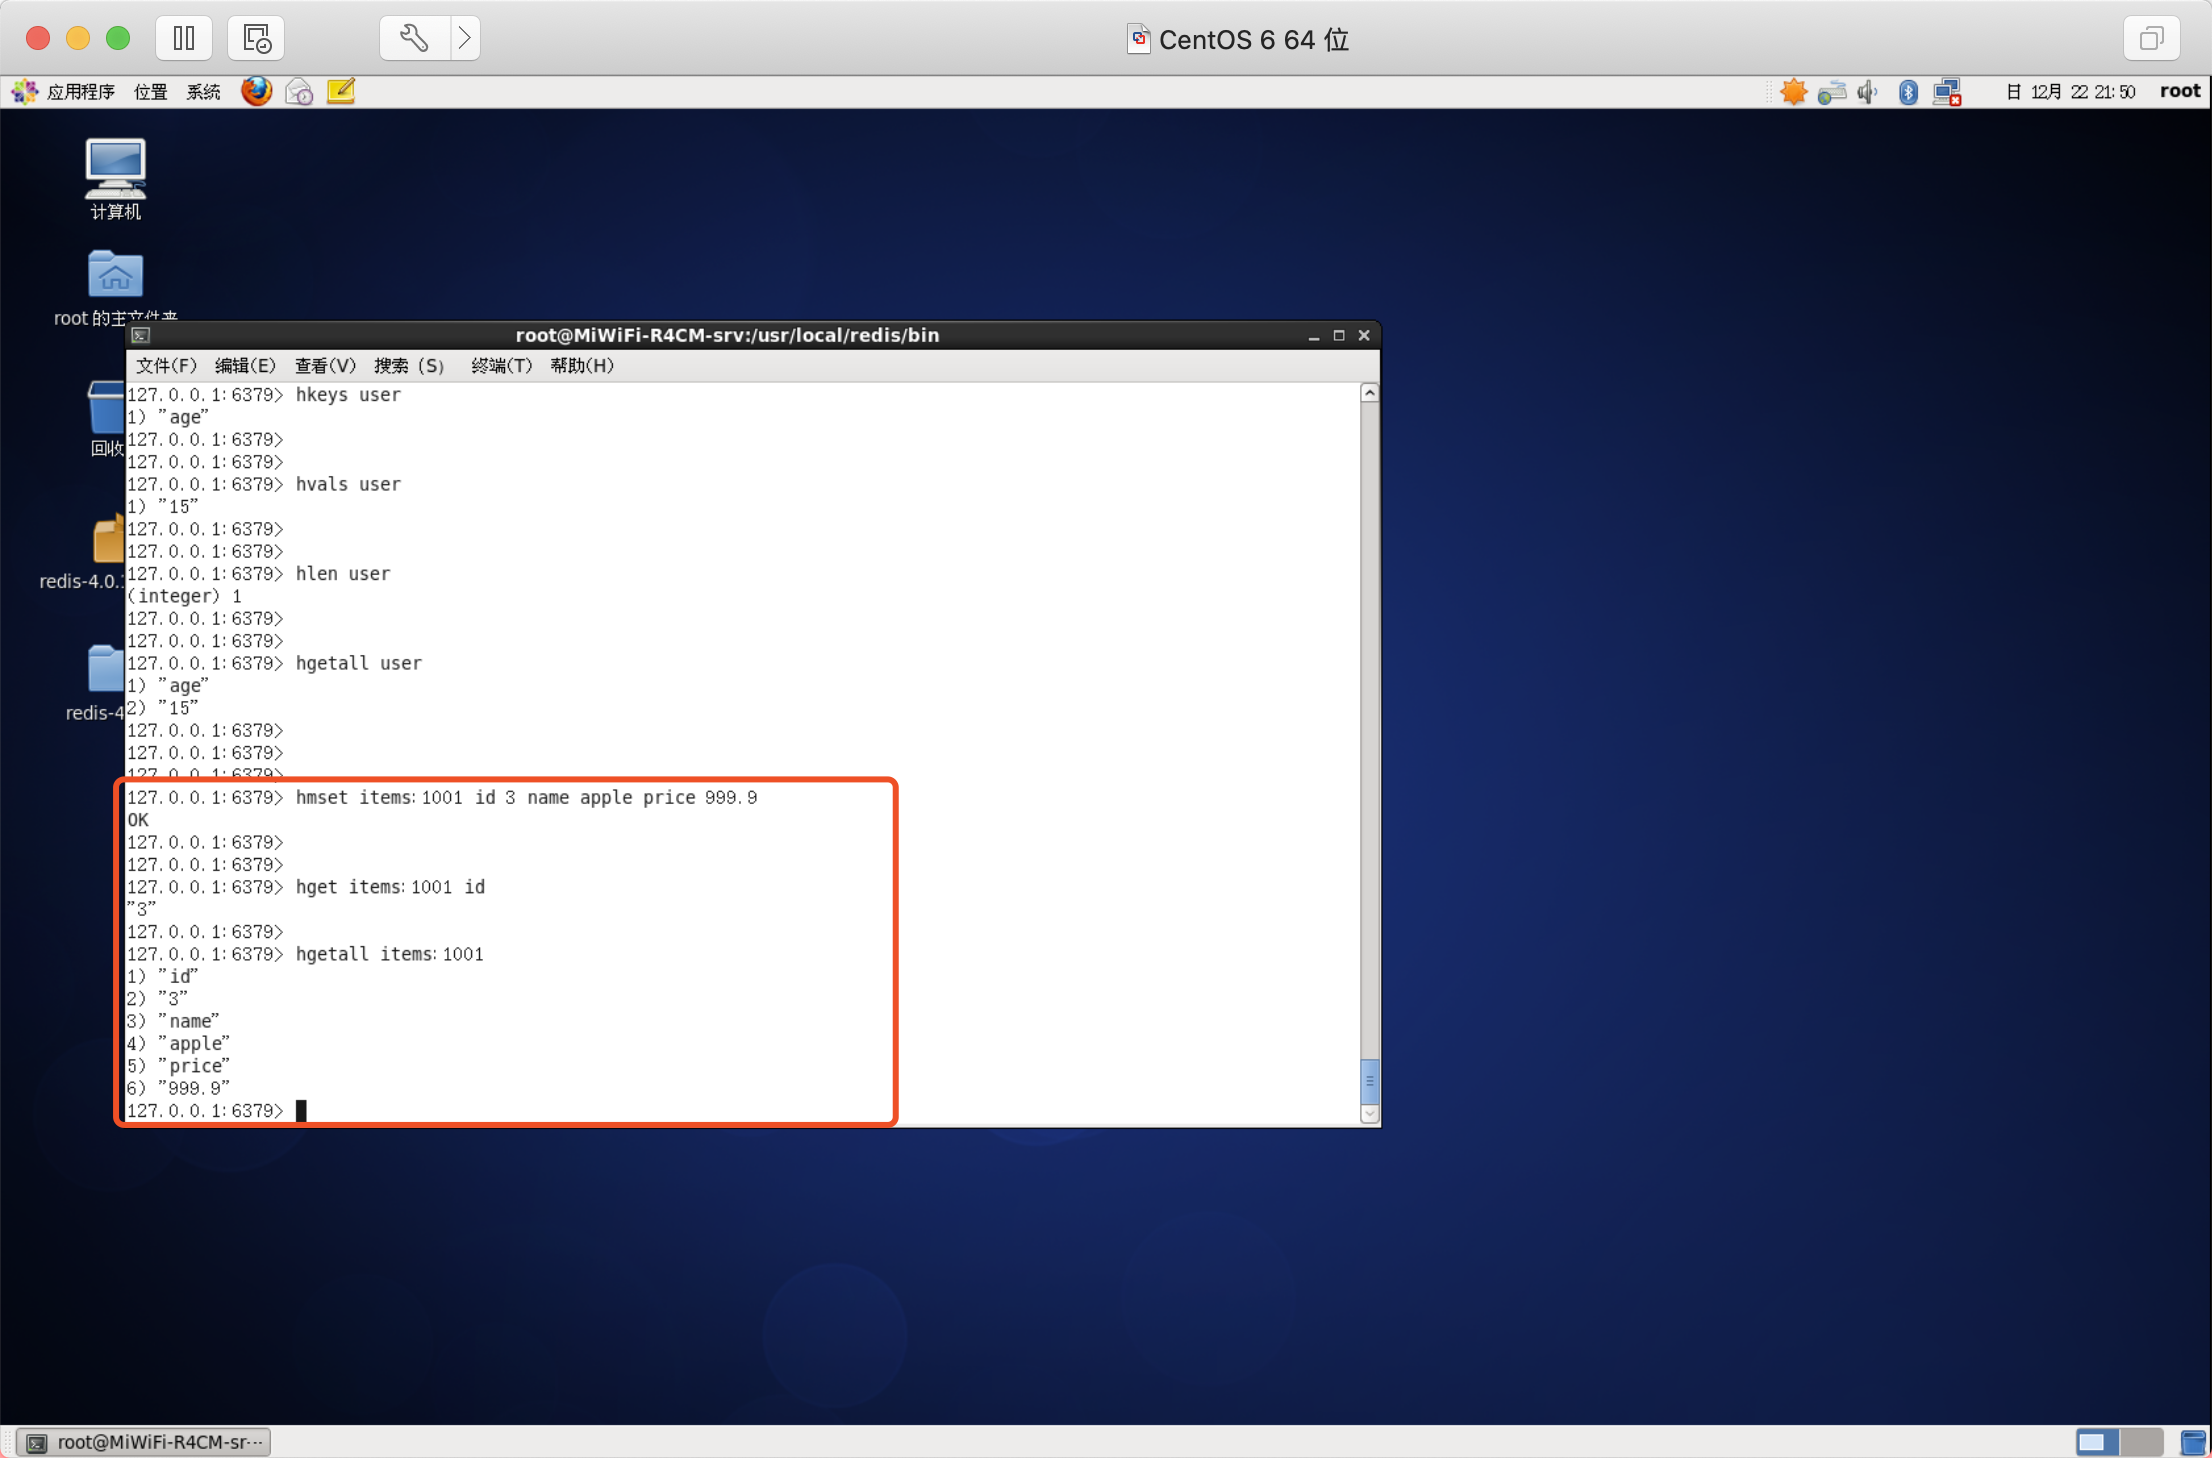 CentOS 6 64 位
应用程序 位置 系统
日 12月 22 21:50 root
计算机
root 的主文件夹
回收
redis-4.0.
redis-4
root@MiWiFi-R4CM-srv:/usr/local/redis/bin
文件(F) 编辑(E) 查看(V) 搜索 (S) 终端(T) 帮助(H)
127.0.0.1:6379> hkeys user
1) "age"
127.0.0.1:6379>
127.0.0.1:6379>
127.0.0.1:6379> hvals user
1) "15"
127.0.0.1:6379>
127.0.0.1:6379>
127.0.0.1:6379> hlen user
(integer) 1
127.0.0.1:6379>
127.0.0.1:6379>
127.0.0.1:6379> hgetall user
1) "age"
2) "15"
127.0.0.1:6379>
127.0.0.1:6379>
127.0.0.1:6379>
127.0.0.1:6379> hmset items:1001 id 3 name apple price 999.9
OK
127.0.0.1:6379>
127.0.0.1:6379>
127.0.0.1:6379> hget items:1001 id
"3"
127.0.0.1:6379>
127.0.0.1:6379> hgetall items:1001
1) "id"
2) "3"
3) "name"
4) "apple"
5) "price"
6) "999.9"
127.0.0.1:6379>
root@MiWiFi-R4CM-sr···